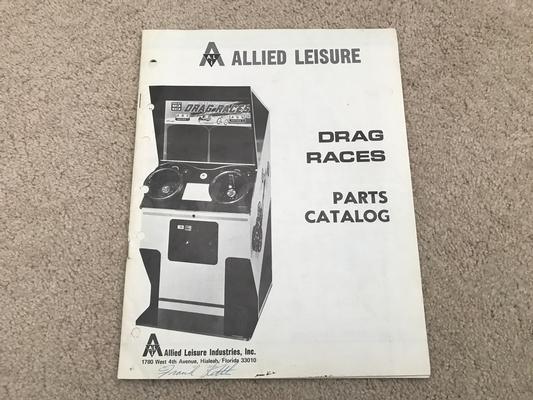 ALLIED LEISURE
DRAG RACES
DRAG
RACES
PARTS
CATALOG
Allied Leisure Industries, Inc.
1780 West 4th Avenue, Hialeah, Florida 33010
Frank